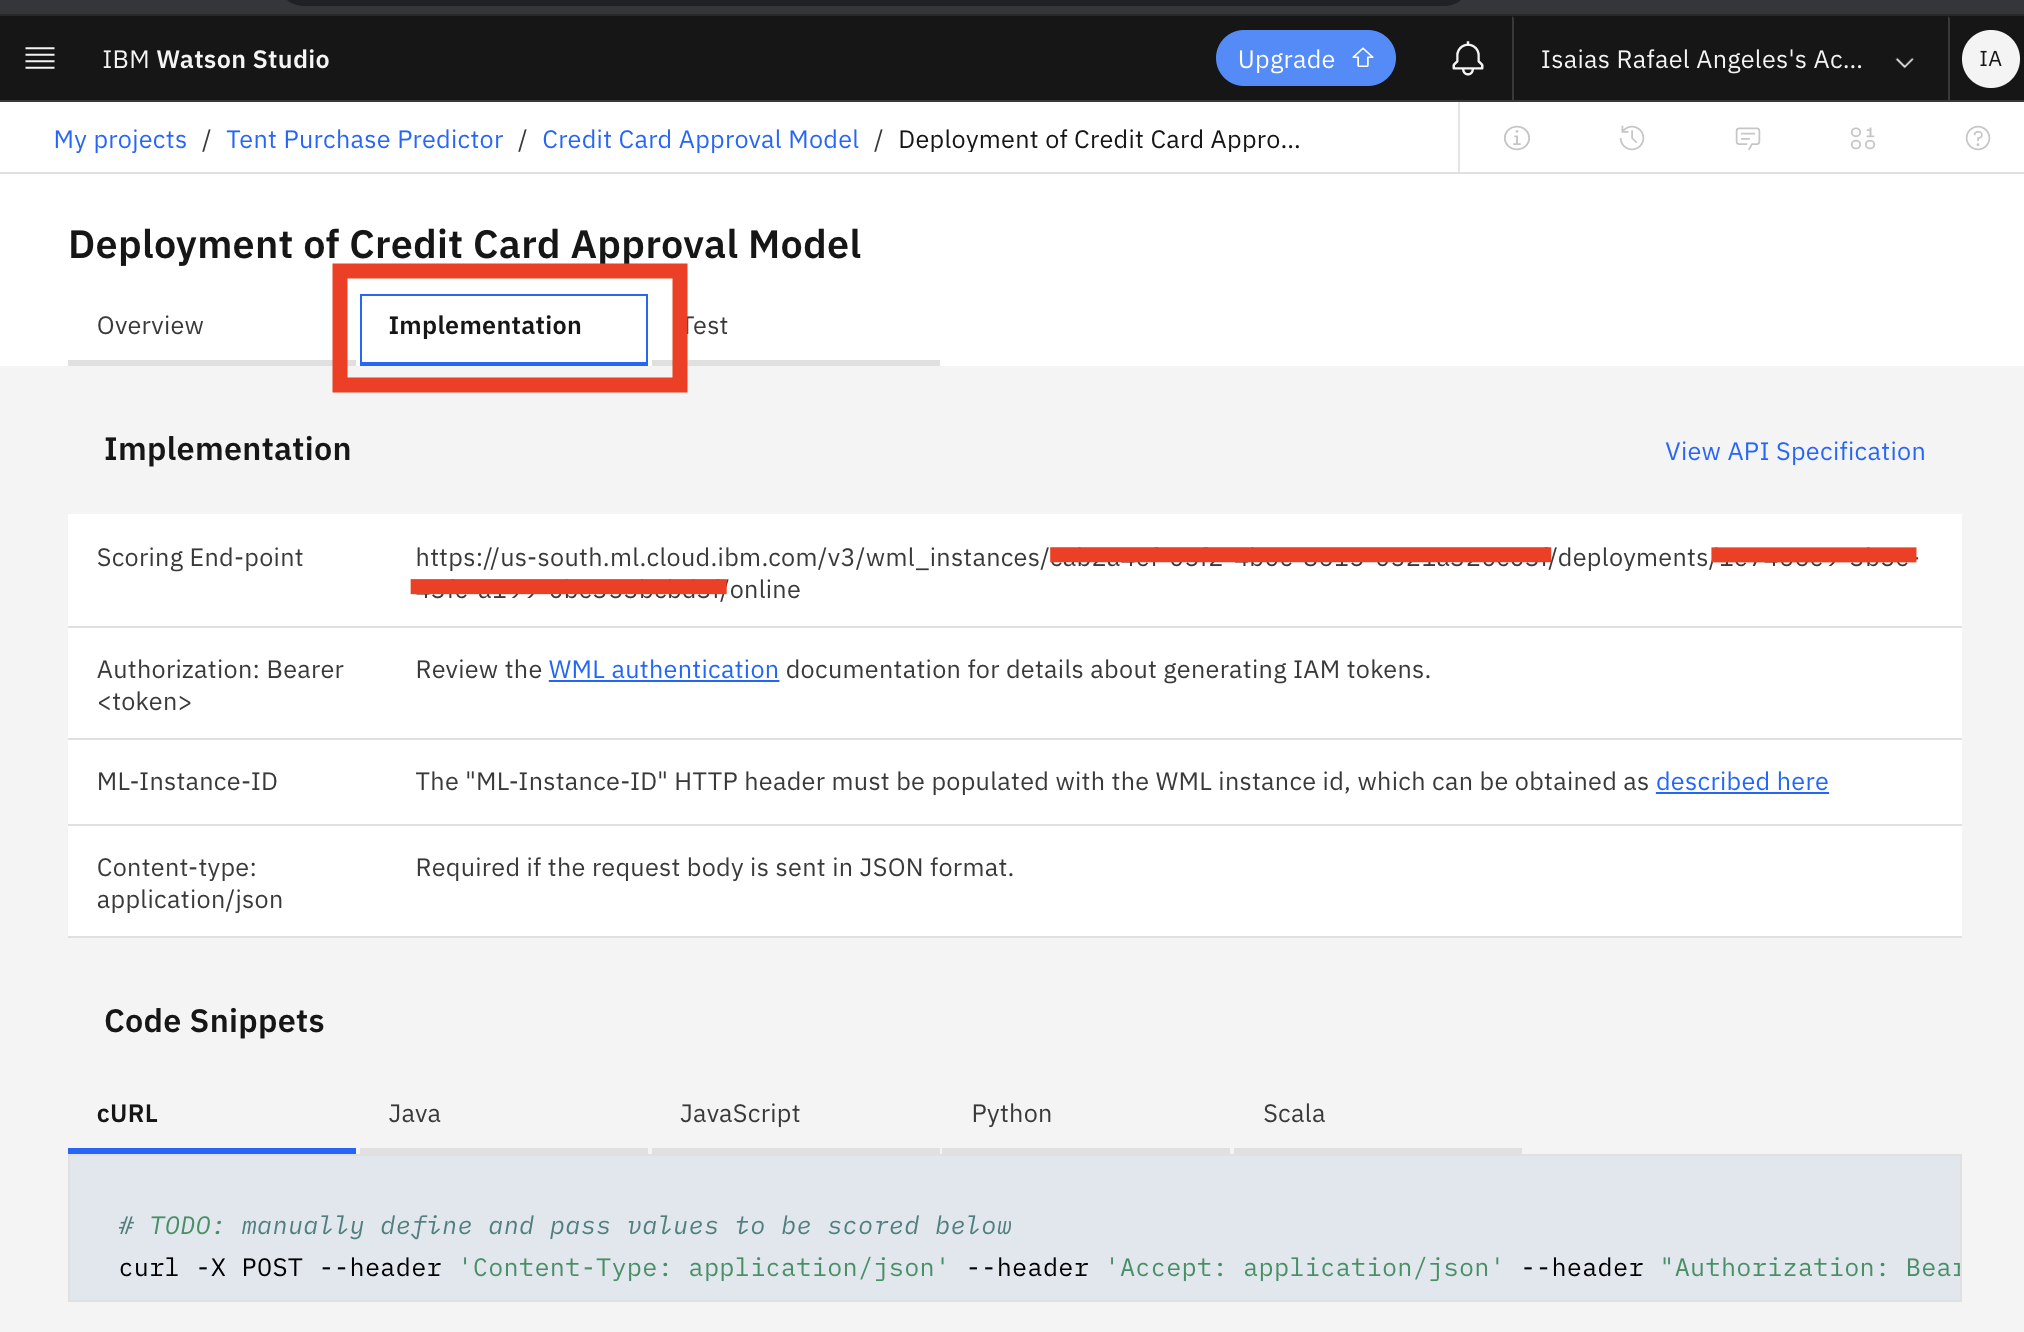 IBM Watson Studio
Upgrade
Isaias Rafael Angeles's Ac...
IA
My projects / Tent Purchase Predictor / Credit Card Approval Model / Deployment of Credit Card Appro...
Deployment of Credit Card Approval Model
Overview
Implementation
Test
Implementation
View API Specification
Scoring End-point
https://us-south.ml.cloud.ibm.com/v3/wml_instances/
/deployments/
/online
Authorization: Bearer
<token>
Review the WML authentication documentation for details about generating IAM tokens.
ML-Instance-ID
The "ML-Instance-ID" HTTP header must be populated with the WML instance id, which can be obtained as described here
Content-type:
application/json
Required if the request body is sent in JSON format.
Code Snippets
cURL
Java
JavaScript
Python
Scala
# TODO: manually define and pass values to be scored below
curl -X POST --header 'Content-Type: application/json' --header 'Accept: application/json' --header "Authorization: Bear